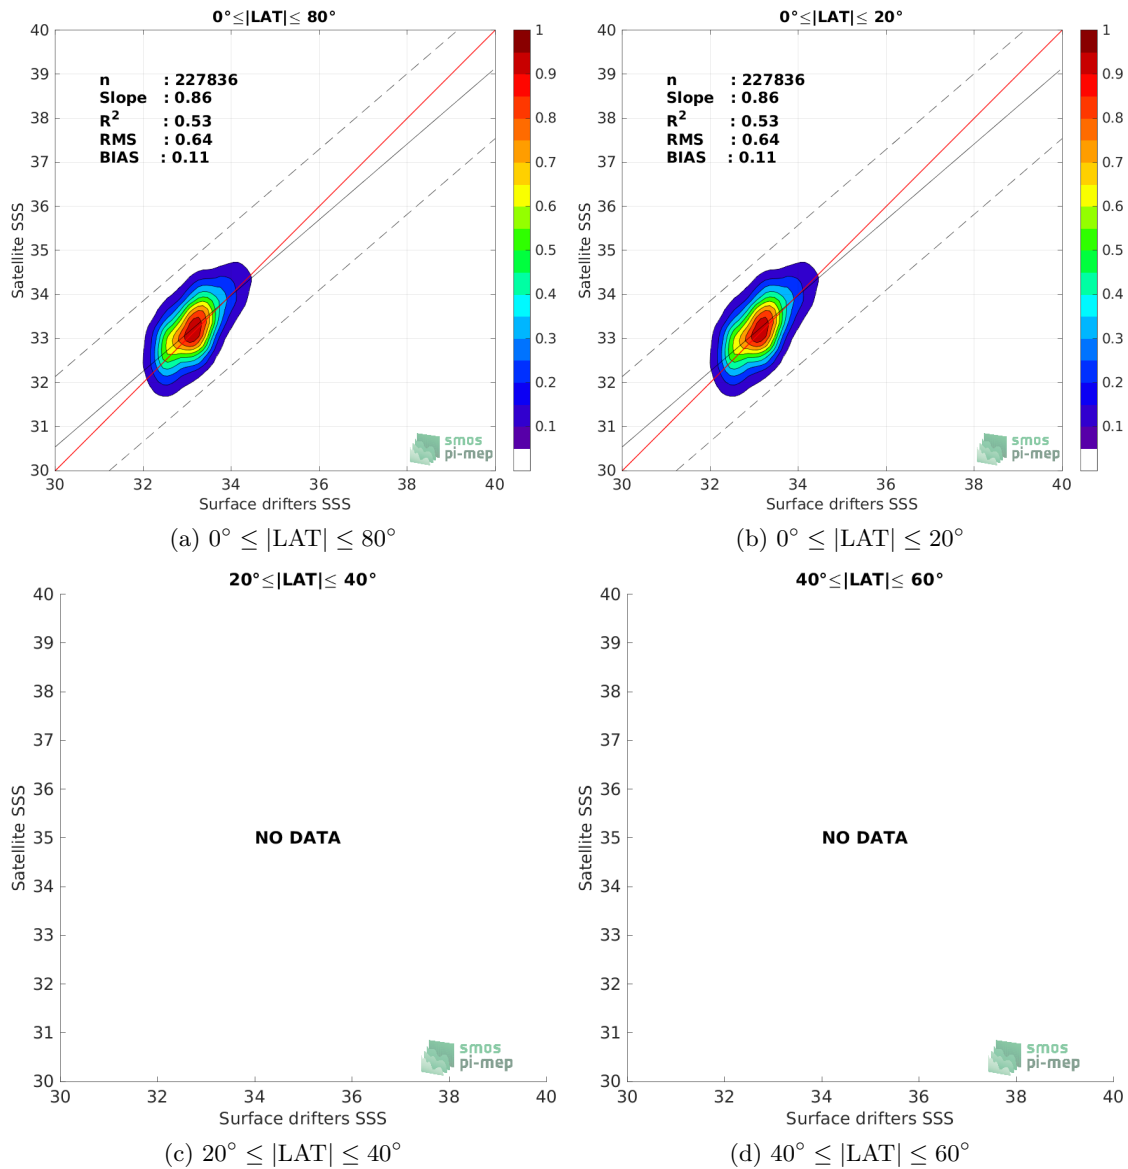 0°≤|LAT|≤ 80°
40
39
38
37
36
35
34
33
32
31
30
Satellite SSS
n : 227836
Slope : 0.86
R² : 0.53
RMS : 0.64
BIAS : 0.11
smos
pi-mep
30 32 34 36 38 40
Surface drifters SSS
1
0.9
0.8
0.7
0.6
0.5
0.4
0.3
0.2
0.1
(a) 0° ≤ |LAT| ≤ 80°
0°≤|LAT|≤ 20°
40
39
38
37
36
35
34
33
32
31
30
Satellite SSS
n : 227836
Slope : 0.86
R² : 0.53
RMS : 0.64
BIAS : 0.11
smos
pi-mep
30 32 34 36 38 40
Surface drifters SSS
1
0.9
0.8
0.7
0.6
0.5
0.4
0.3
0.2
0.1
(b) 0° ≤ |LAT| ≤ 20°
20°≤|LAT|≤ 40°
40
39
38
37
36
35
34
33
32
31
30
Satellite SSS
NO DATA
smos
pi-mep
30 32 34 36 38 40
Surface drifters SSS
(c) 20° ≤ |LAT| ≤ 40°
40°≤|LAT|≤ 60°
40
39
38
37
36
35
34
33
32
31
30
Satellite SSS
NO DATA
smos
pi-mep
30 32 34 36 38 40
Surface drifters SSS
(d) 40° ≤ |LAT| ≤ 60°